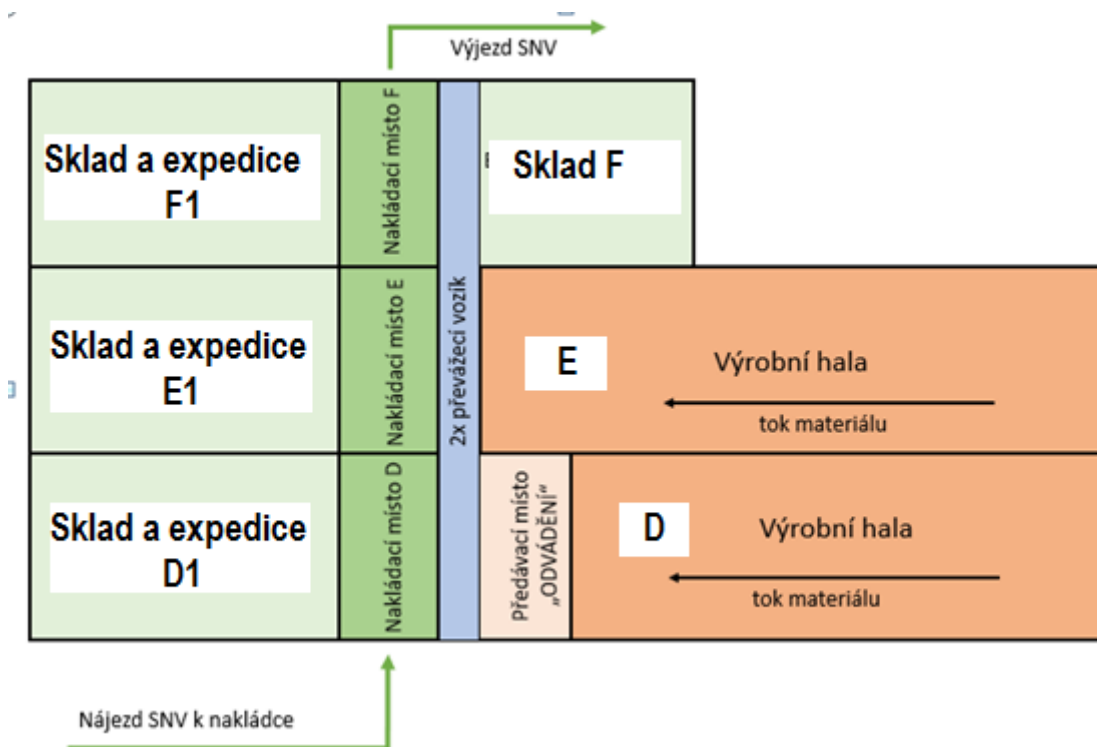 Výjezd SNV
Sklad a expedice
F1
Nakládací místo F
Sklad F
Sklad a expedice
E1
Nakládací místo E
2x převážecí vozík
E
Výrobní hala
tok materiálu
Sklad a expedice
D1
Nakládací místo D
Předávací místo
„ODVÁDĚNÍ“
D
Výrobní hala
tok materiálu
Nájezd SNV k nakládce